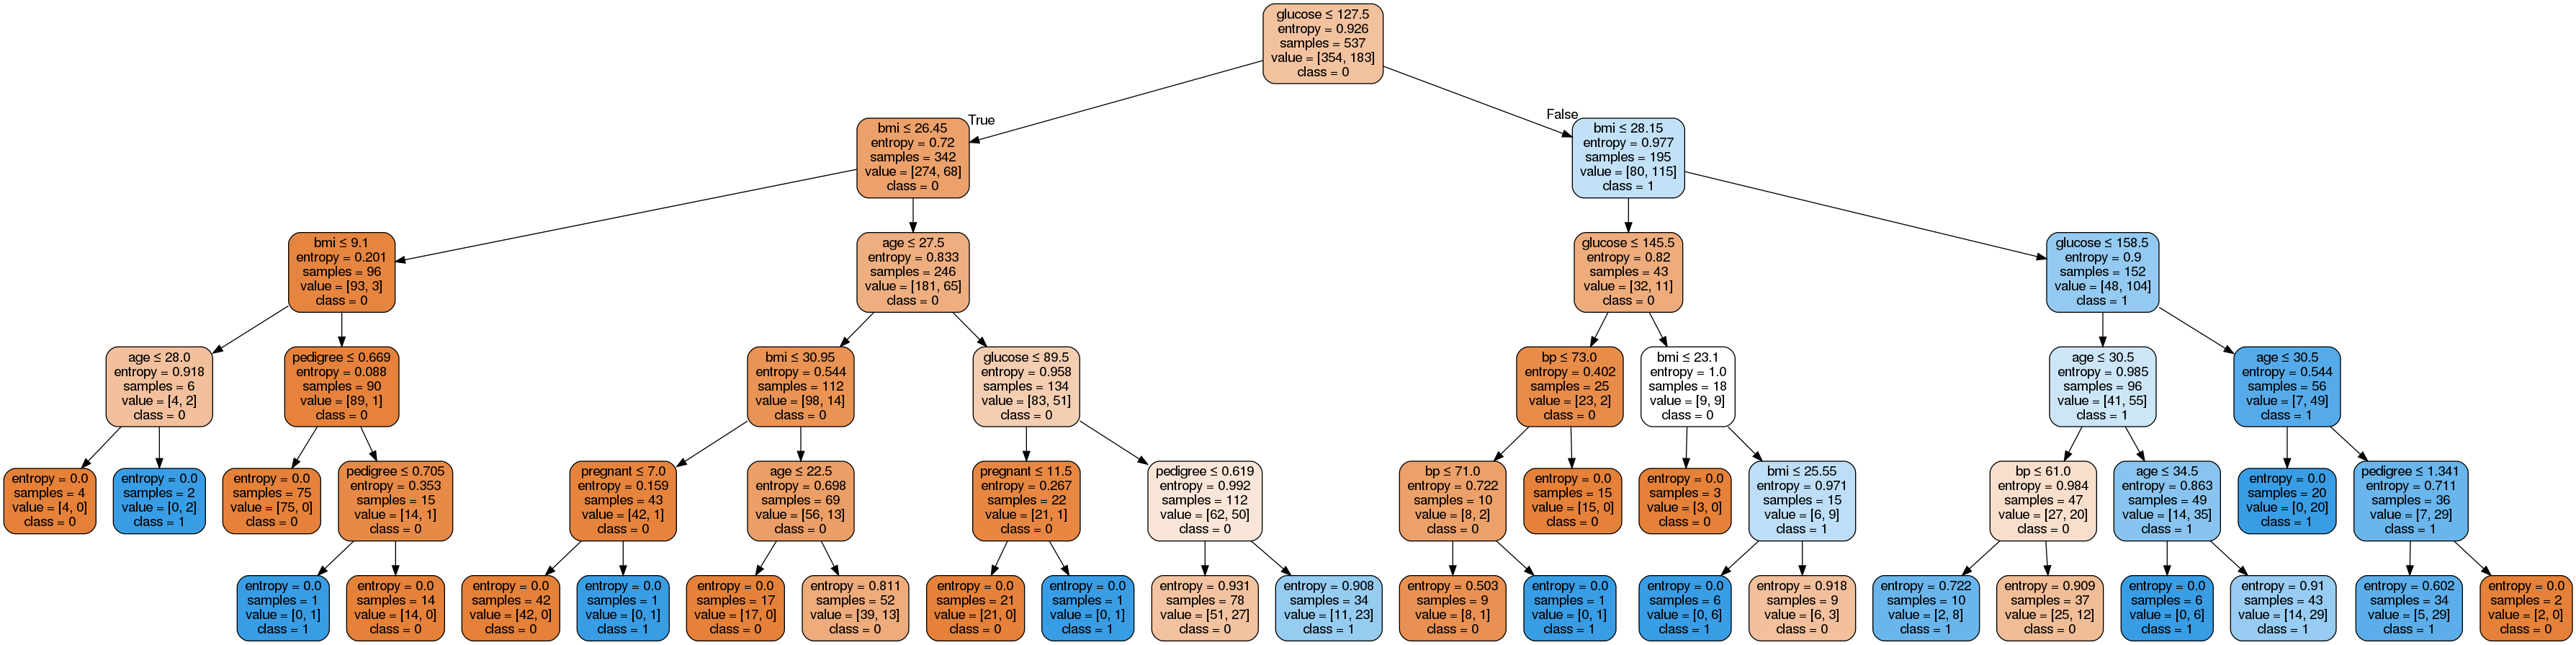 glucose ≤ 127.5
entropy = 0.926
samples = 537
value = [354, 183]
class = 0
True
False
bmi ≤ 26.45
entropy = 0.72
samples = 342
value = [274, 68]
class = 0
bmi ≤ 28.15
entropy = 0.977
samples = 195
value = [80, 115]
class = 1
bmi ≤ 9.1
entropy = 0.201
samples = 96
value = [93, 3]
class = 0
age ≤ 27.5
entropy = 0.833
samples = 246
value = [181, 65]
class = 0
glucose ≤ 145.5
entropy = 0.82
samples = 43
value = [32, 11]
class = 0
glucose ≤ 158.5
entropy = 0.9
samples = 152
value = [48, 104]
class = 1
age ≤ 28.0
entropy = 0.918
samples = 6
value = [4, 2]
class = 0
pedigree ≤ 0.669
entropy = 0.088
samples = 90
value = [89, 1]
class = 0
bmi ≤ 30.95
entropy = 0.544
samples = 112
value = [98, 14]
class = 0
glucose ≤ 89.5
entropy = 0.958
samples = 134
value = [83, 51]
class = 0
bp ≤ 73.0
entropy = 0.402
samples = 25
value = [23, 2]
class = 0
bmi ≤ 23.1
entropy = 1.0
samples = 18
value = [9, 9]
class = 0
age ≤ 30.5
entropy = 0.985
samples = 96
value = [41, 55]
class = 1
age ≤ 30.5
entropy = 0.544
samples = 56
value = [7, 49]
class = 1
entropy = 0.0
samples = 4
value = [4, 0]
class = 0
entropy = 0.0
samples = 2
value = [0, 2]
class = 1
entropy = 0.0
samples = 75
value = [75, 0]
class = 0
pedigree ≤ 0.705
entropy = 0.353
samples = 15
value = [14, 1]
class = 0
pregnant ≤ 7.0
entropy = 0.159
samples = 43
value = [42, 1]
class = 0
age ≤ 22.5
entropy = 0.698
samples = 69
value = [56, 13]
class = 0
pregnant ≤ 11.5
entropy = 0.267
samples = 22
value = [21, 1]
class = 0
pedigree ≤ 0.619
entropy = 0.992
samples = 112
value = [62, 50]
class = 0
bp ≤ 71.0
entropy = 0.722
samples = 10
value = [8, 2]
class = 0
entropy = 0.0
samples = 15
value = [15, 0]
class = 0
entropy = 0.0
samples = 3
value = [3, 0]
class = 0
bmi ≤ 25.55
entropy = 0.971
samples = 15
value = [6, 9]
class = 1
bp ≤ 61.0
entropy = 0.984
samples = 47
value = [27, 20]
class = 0
age ≤ 34.5
entropy = 0.863
samples = 49
value = [14, 35]
class = 1
entropy = 0.0
samples = 20
value = [0, 20]
class = 1
pedigree ≤ 1.341
entropy = 0.711
samples = 36
value = [7, 29]
class = 1
entropy = 0.0
samples = 1
value = [0, 1]
class = 1
entropy = 0.0
samples = 14
value = [14, 0]
class = 0
entropy = 0.0
samples = 42
value = [42, 0]
class = 0
entropy = 0.0
samples = 1
value = [0, 1]
class = 1
entropy = 0.0
samples = 17
value = [17, 0]
class = 0
entropy = 0.811
samples = 52
value = [39, 13]
class = 0
entropy = 0.0
samples = 21
value = [21, 0]
class = 0
entropy = 0.0
samples = 1
value = [0, 1]
class = 1
entropy = 0.931
samples = 78
value = [51, 27]
class = 0
entropy = 0.908
samples = 34
value = [11, 23]
class = 1
entropy = 0.503
samples = 9
value = [8, 1]
class = 0
entropy = 0.0
samples = 1
value = [0, 1]
class = 1
entropy = 0.0
samples = 6
value = [0, 6]
class = 1
entropy = 0.918
samples = 9
value = [6, 3]
class = 0
entropy = 0.722
samples = 10
value = [2, 8]
class = 1
entropy = 0.909
samples = 37
value = [25, 12]
class = 0
entropy = 0.0
samples = 6
value = [0, 6]
class = 1
entropy = 0.91
samples = 43
value = [14, 29]
class = 1
entropy = 0.602
samples = 34
value = [5, 29]
class = 1
entropy = 0.0
samples = 2
value = [2, 0]
class = 0